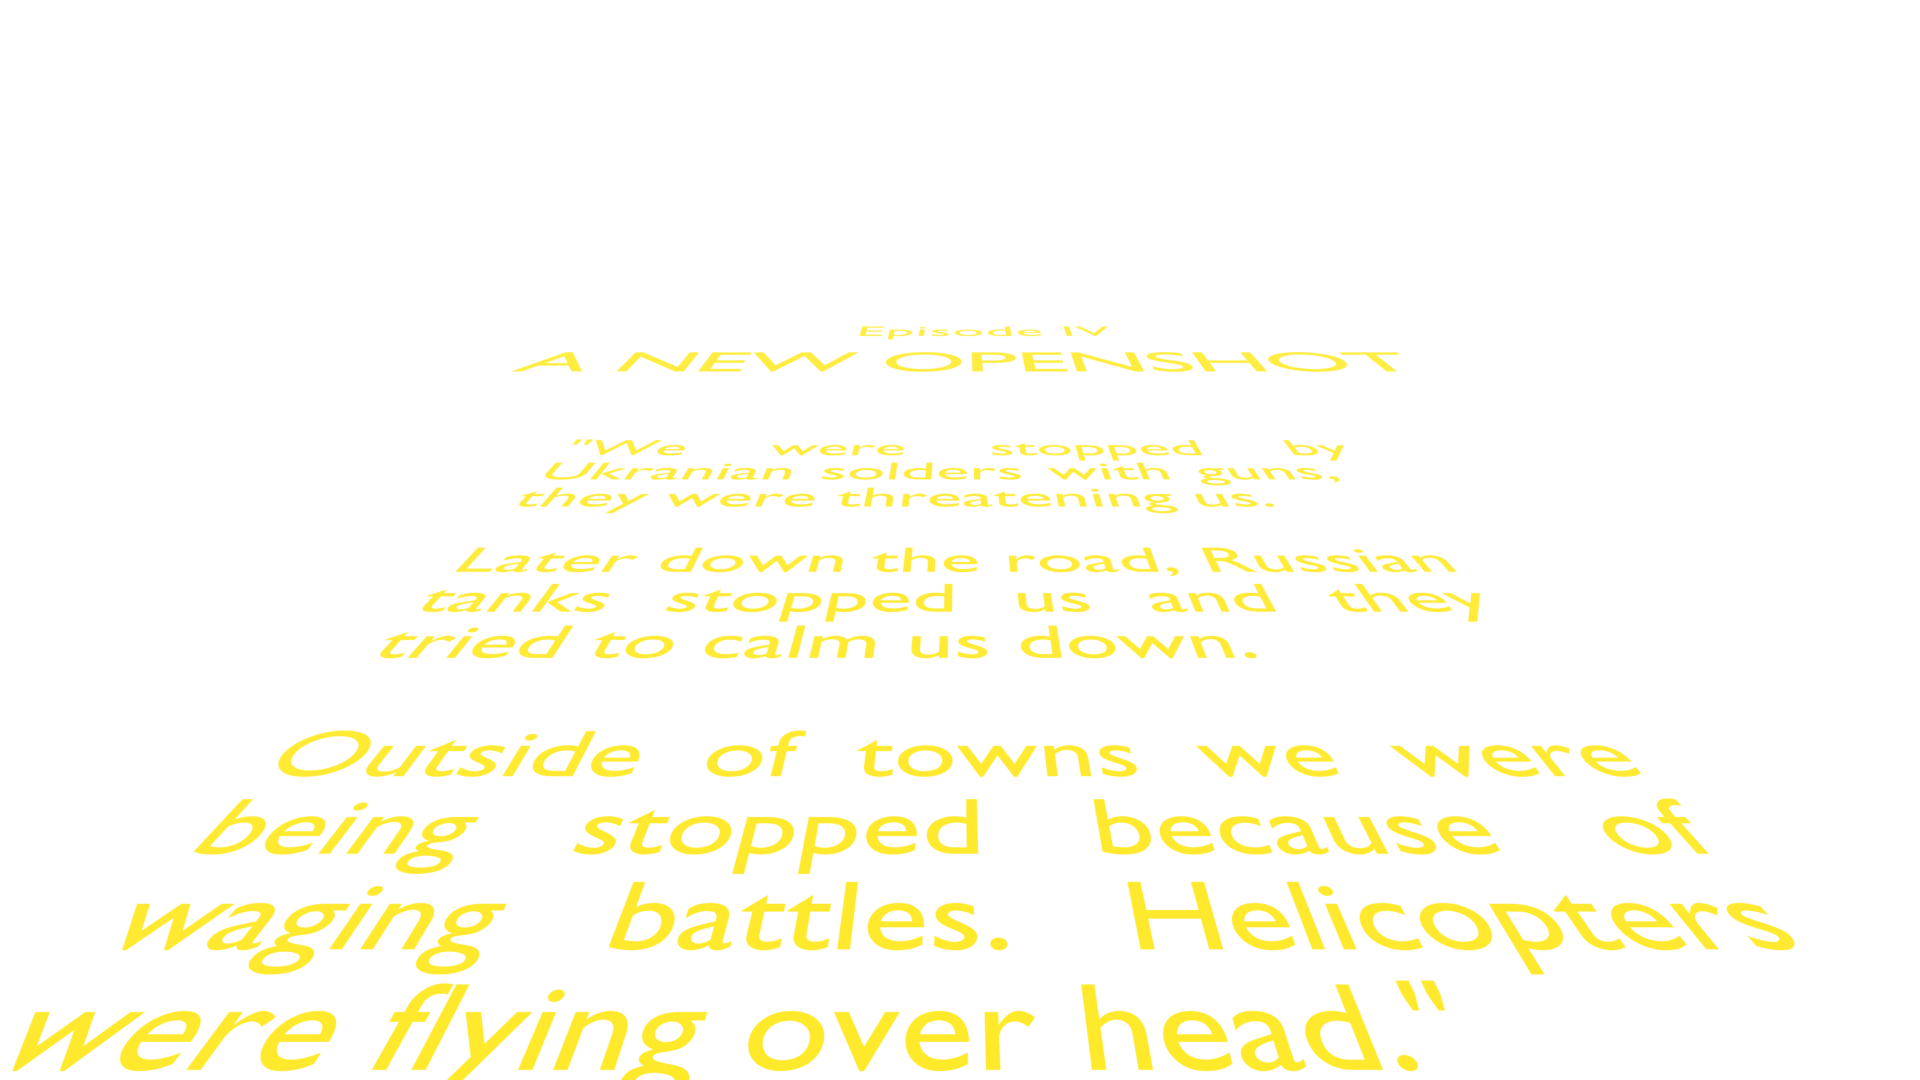 Episode IV
A NEW OPENSHOT
"We were stopped by
Ukranian solders with guns,
they were threatening us.
Later down the road, Russian
tanks stopped us and they
tried to calm us down.
Outside of towns we were
being stopped because of
waging battles. Helicopters
were flying over head."